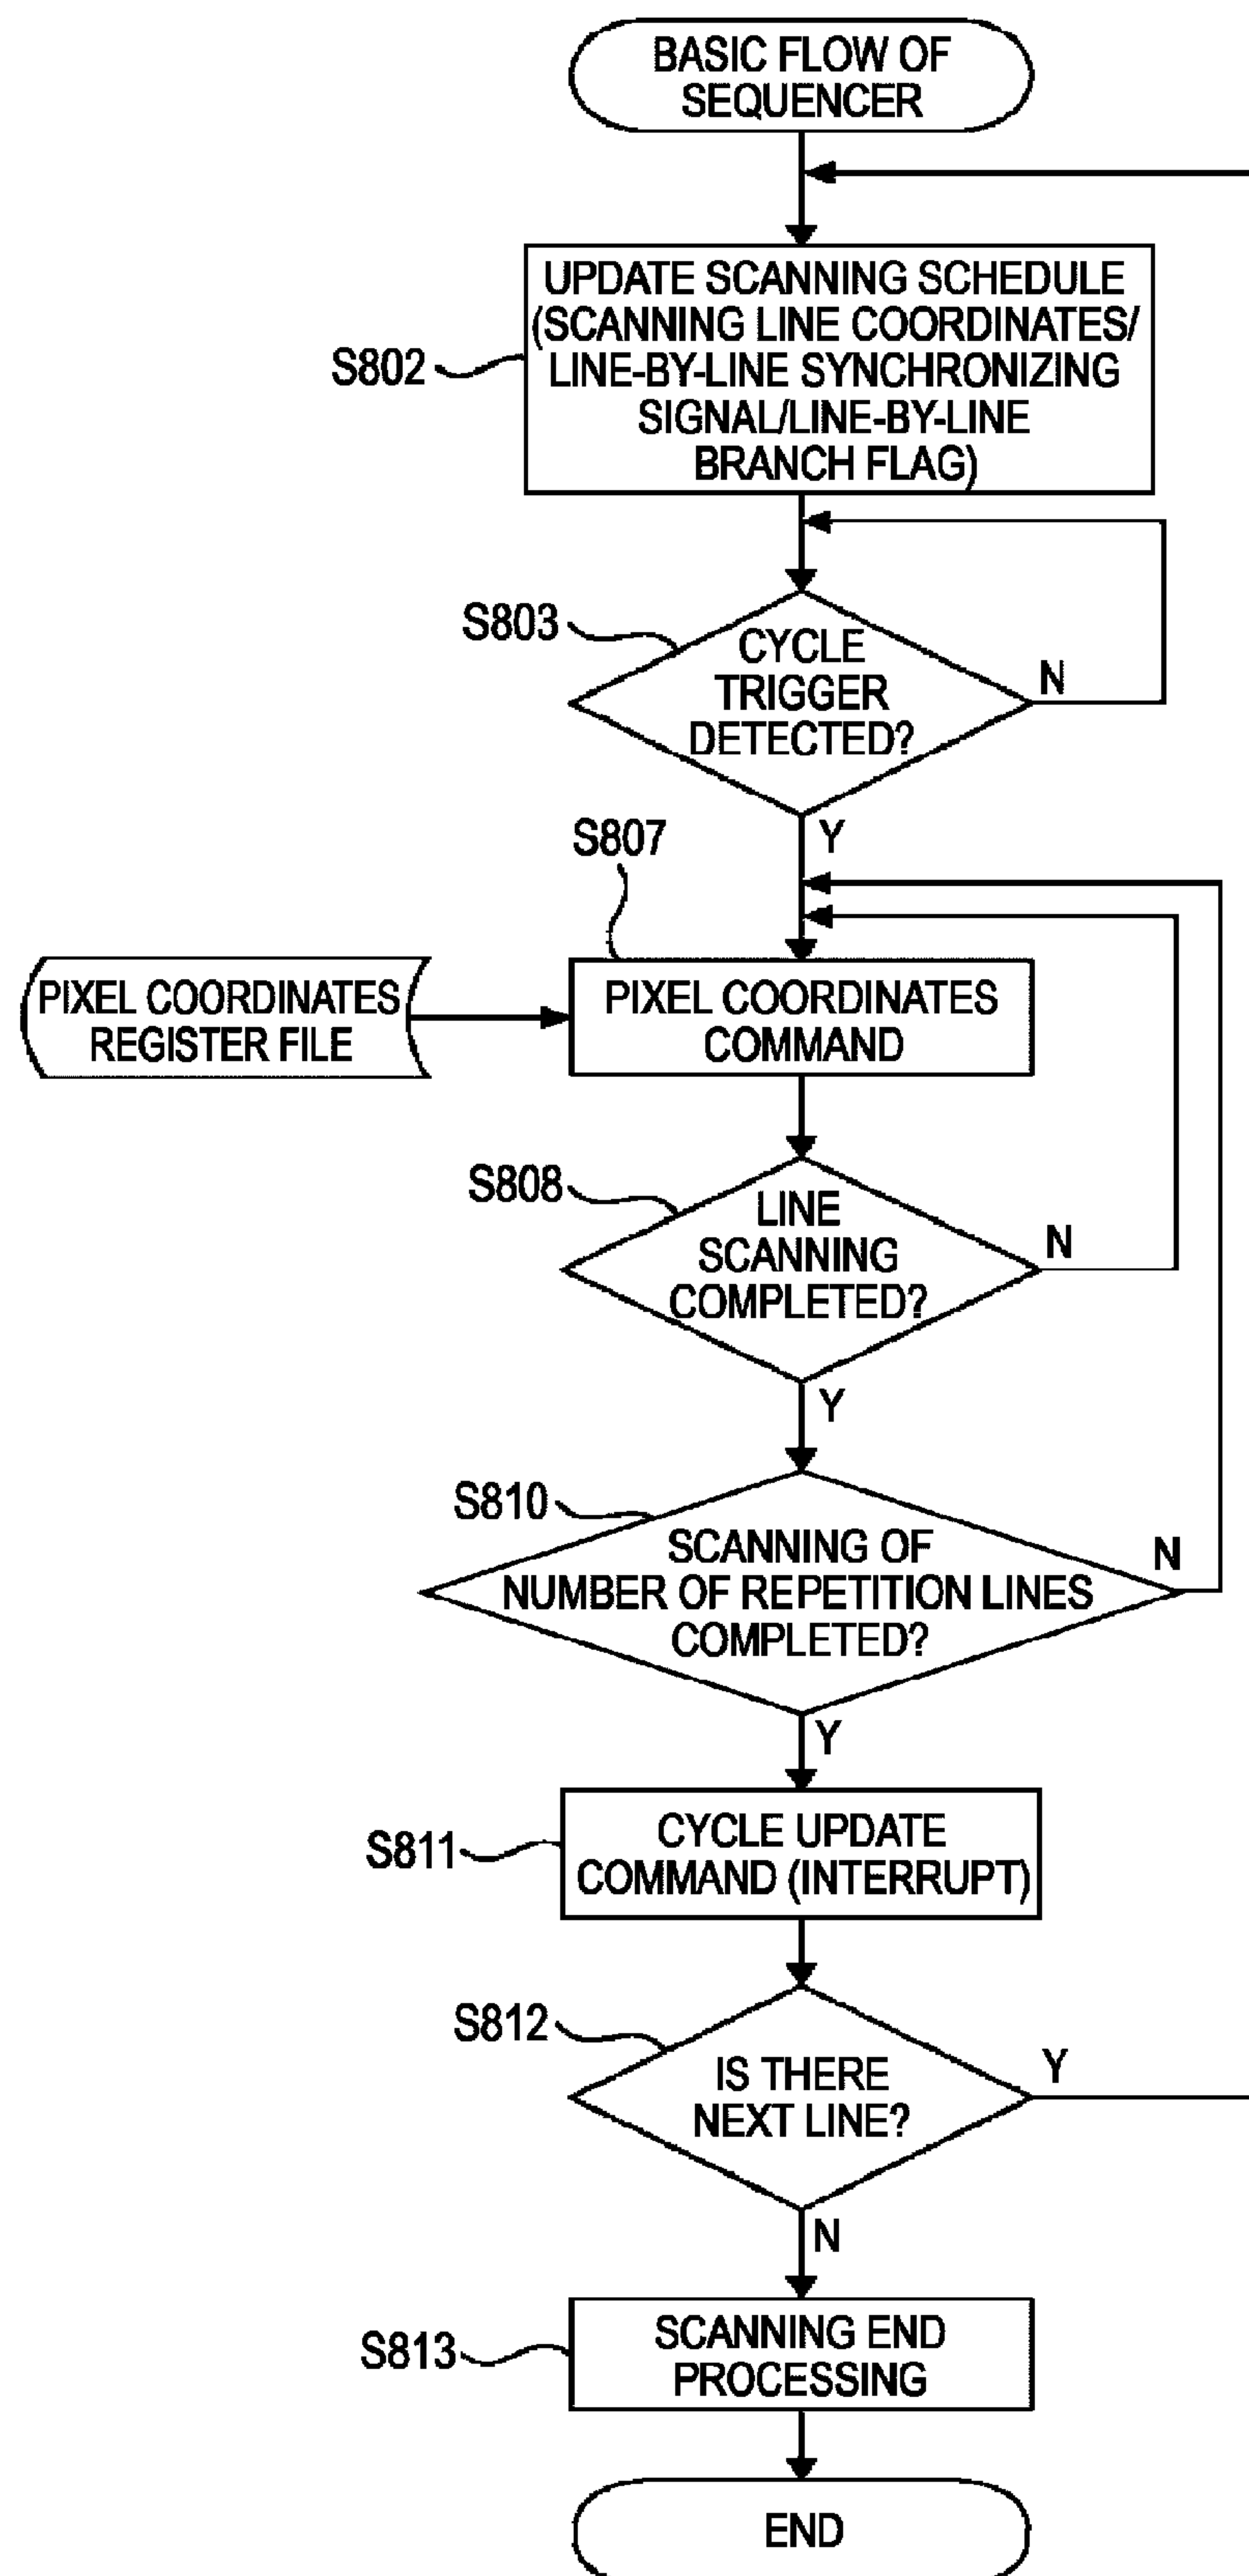 BASIC FLOW OF
SEQUENCER
S802
UPDATE SCANNING SCHEDULE
(SCANNING LINE COORDINATES/
LINE-BY-LINE SYNCHRONIZING
SIGNAL/LINE-BY-LINE
BRANCH FLAG)
S803
CYCLE
TRIGGER
DETECTED?
N
Y
S807
PIXEL COORDINATES
REGISTER FILE
PIXEL COORDINATES
COMMAND
S808
LINE
SCANNING
COMPLETED?
N
Y
S810
SCANNING OF
NUMBER OF REPETITION LINES
COMPLETED?
N
Y
S811
CYCLE UPDATE
COMMAND (INTERRUPT)
S812
IS THERE
NEXT LINE?
Y
N
S813
SCANNING END
PROCESSING
END